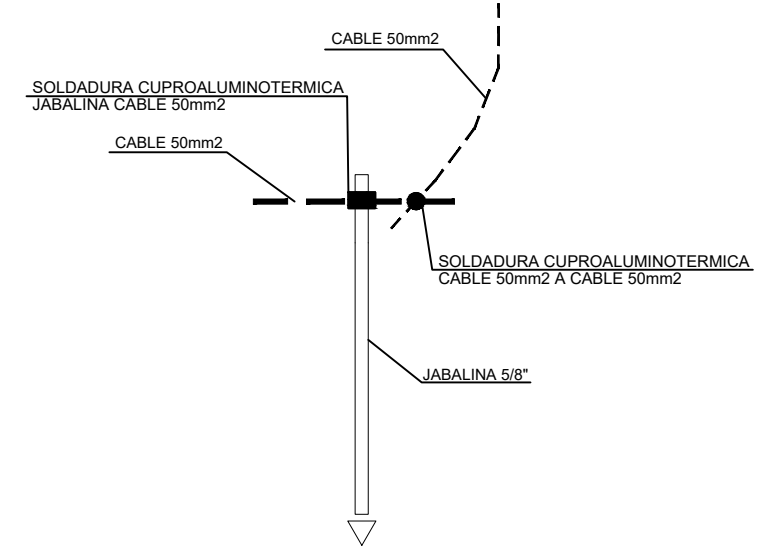 CABLE 50mm2
SOLDADURA CUPROALUMINOTERMICA
JABALINA CABLE 50mm2
CABLE 50mm2
SOLDADURA CUPROALUMINOTERMICA
CABLE 50mm2 A CABLE 50mm2
JABALINA 5/8"